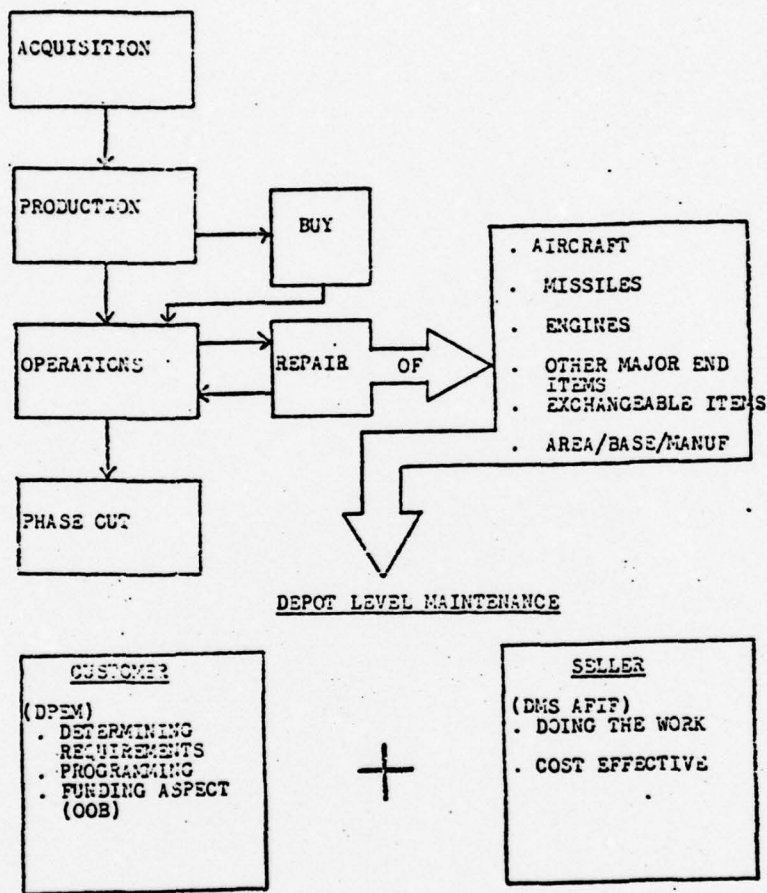 ACQUISITION
PRODUCTION
BUY
OPERATIONS
REPAIR
OF
. AIRCRAFT
. MISSILES
. ENGINES
. OTHER MAJOR END
ITEMS
. EXCHANGEABLE ITEMS
. AREA/BASE/MANUF
PHASE OUT
DEPOT LEVEL MAINTENANCE
CUSTOMER
(DPEM)
. DETERMINING
REQUIREMENTS
. PROGRAMMING
. FUNDING ASPECT
(OOB)
+
SELLER
(DMS AFIF)
. DOING THE WORK
. COST EFFECTIVE